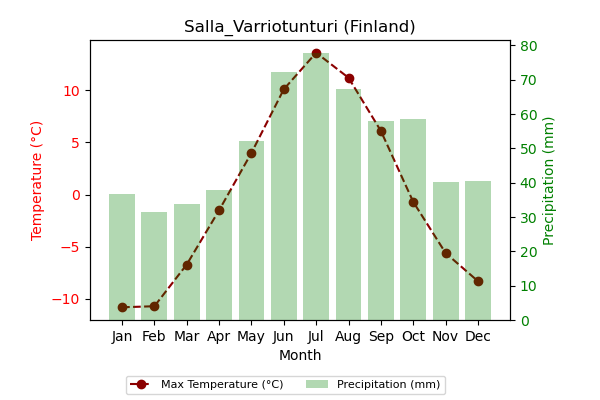 Salla_Varriotunturi (Finland)
Temperature (°C)
10
5
0
−5
−10
80
70
60
50
40
30
20
10
0
Precipitation (mm)
Jan Feb Mar Apr May Jun Jul Aug Sep Oct Nov Dec
Month
Max Temperature (°C) Precipitation (mm)